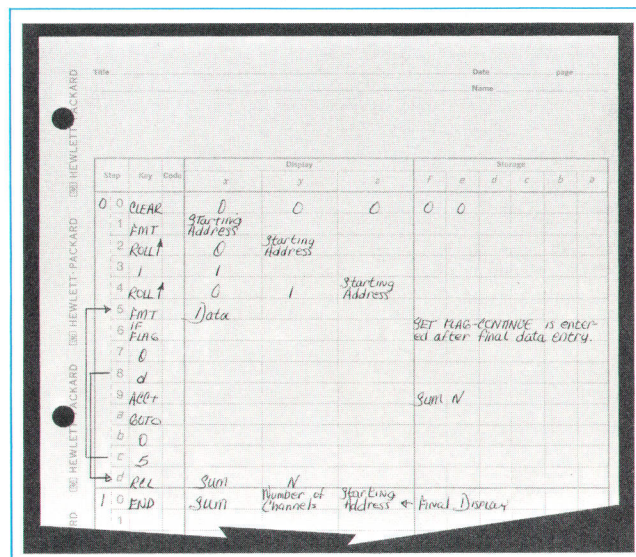 Title Date page
Name
HEWLETT-PACKARD
HEWLETT-PACKARD
HEWLETT-PACKARD
HEWLETT-PACKARD
Display Storage
Step Key Code x y z f e d c b a
0 0 CLEAR 0 0 0 0 0
1 FMT Starting Address
2 ROLL↑ 0 Starting Address
3 1 1
4 ROLL↑ 0 1 Starting Address
5 FMT Data SET FLAG-CONTINUE is enter-
6 IF FLAG ed after final data entry.
7 0
8 d
9 ACC+ Sum N
a GOTO
b 0
c 5
d RCL Sum N
1 0 END Sum Number of Channels Starting Address ← Final Display
1